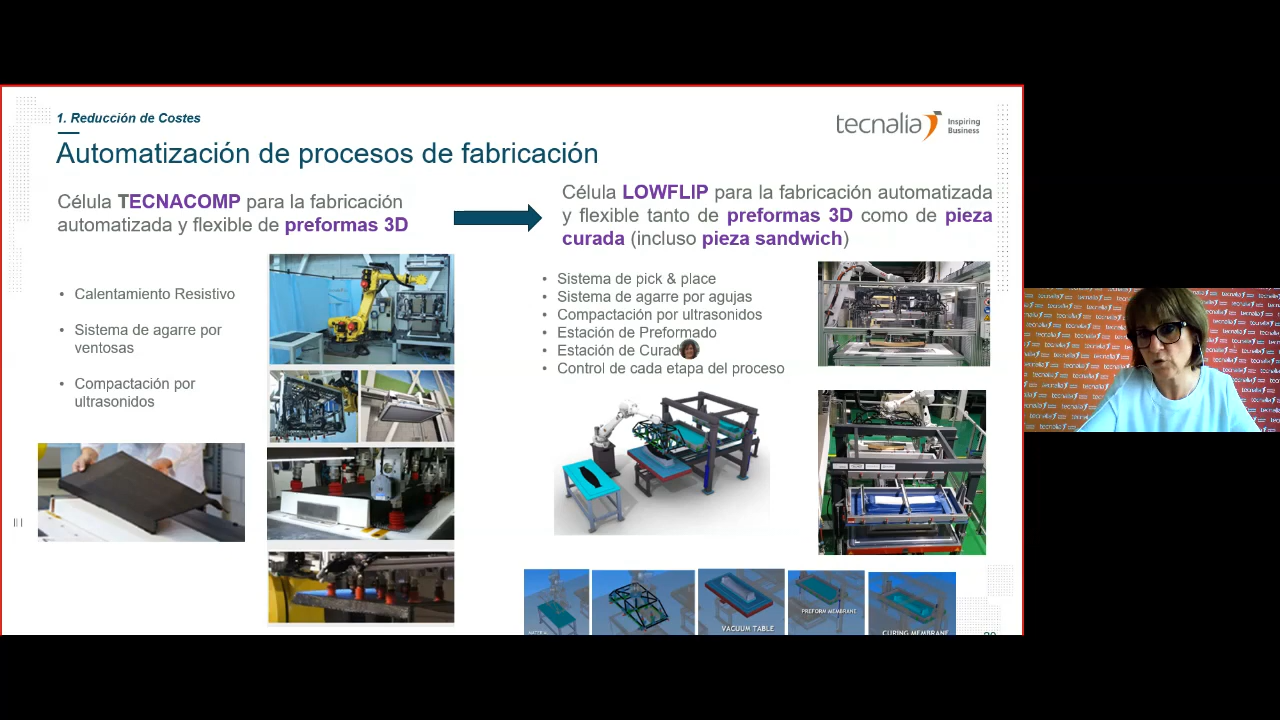 1. Reducción de Costes
tecnalia Inspiring
Business
Automatización de procesos de fabricación
Célula TECNACOMP para la fabricación
automatizada y flexible de preformas 3D
• Calentamiento Resistivo
• Sistema de agarre por
ventosas
• Compactación por
ultrasonidos
Célula LOWFLIP para la fabricación automatizada
y flexible tanto de preformas 3D como de pieza
curada (incluso pieza sandwich)
• Sistema de pick & place
• Sistema de agarre por agujas
• Compactación por ultrasonidos
• Estación de Preformado
• Estación de Curad
• Control de cada etapa del proceso
VACUUM TABLE
PREFORM MEMBRANE
CURING MEMBRANE
tecnalia